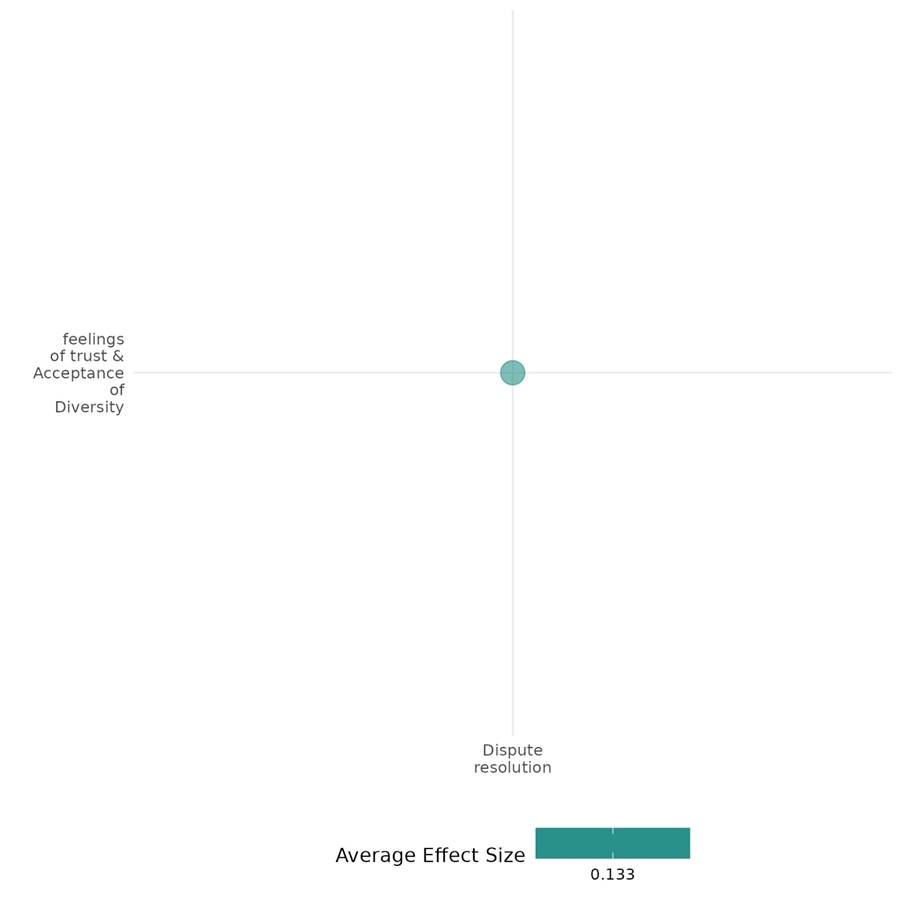 feelings
of trust &
Acceptance
of
Diversity
Dispute
resolution
Average Effect Size
0.133